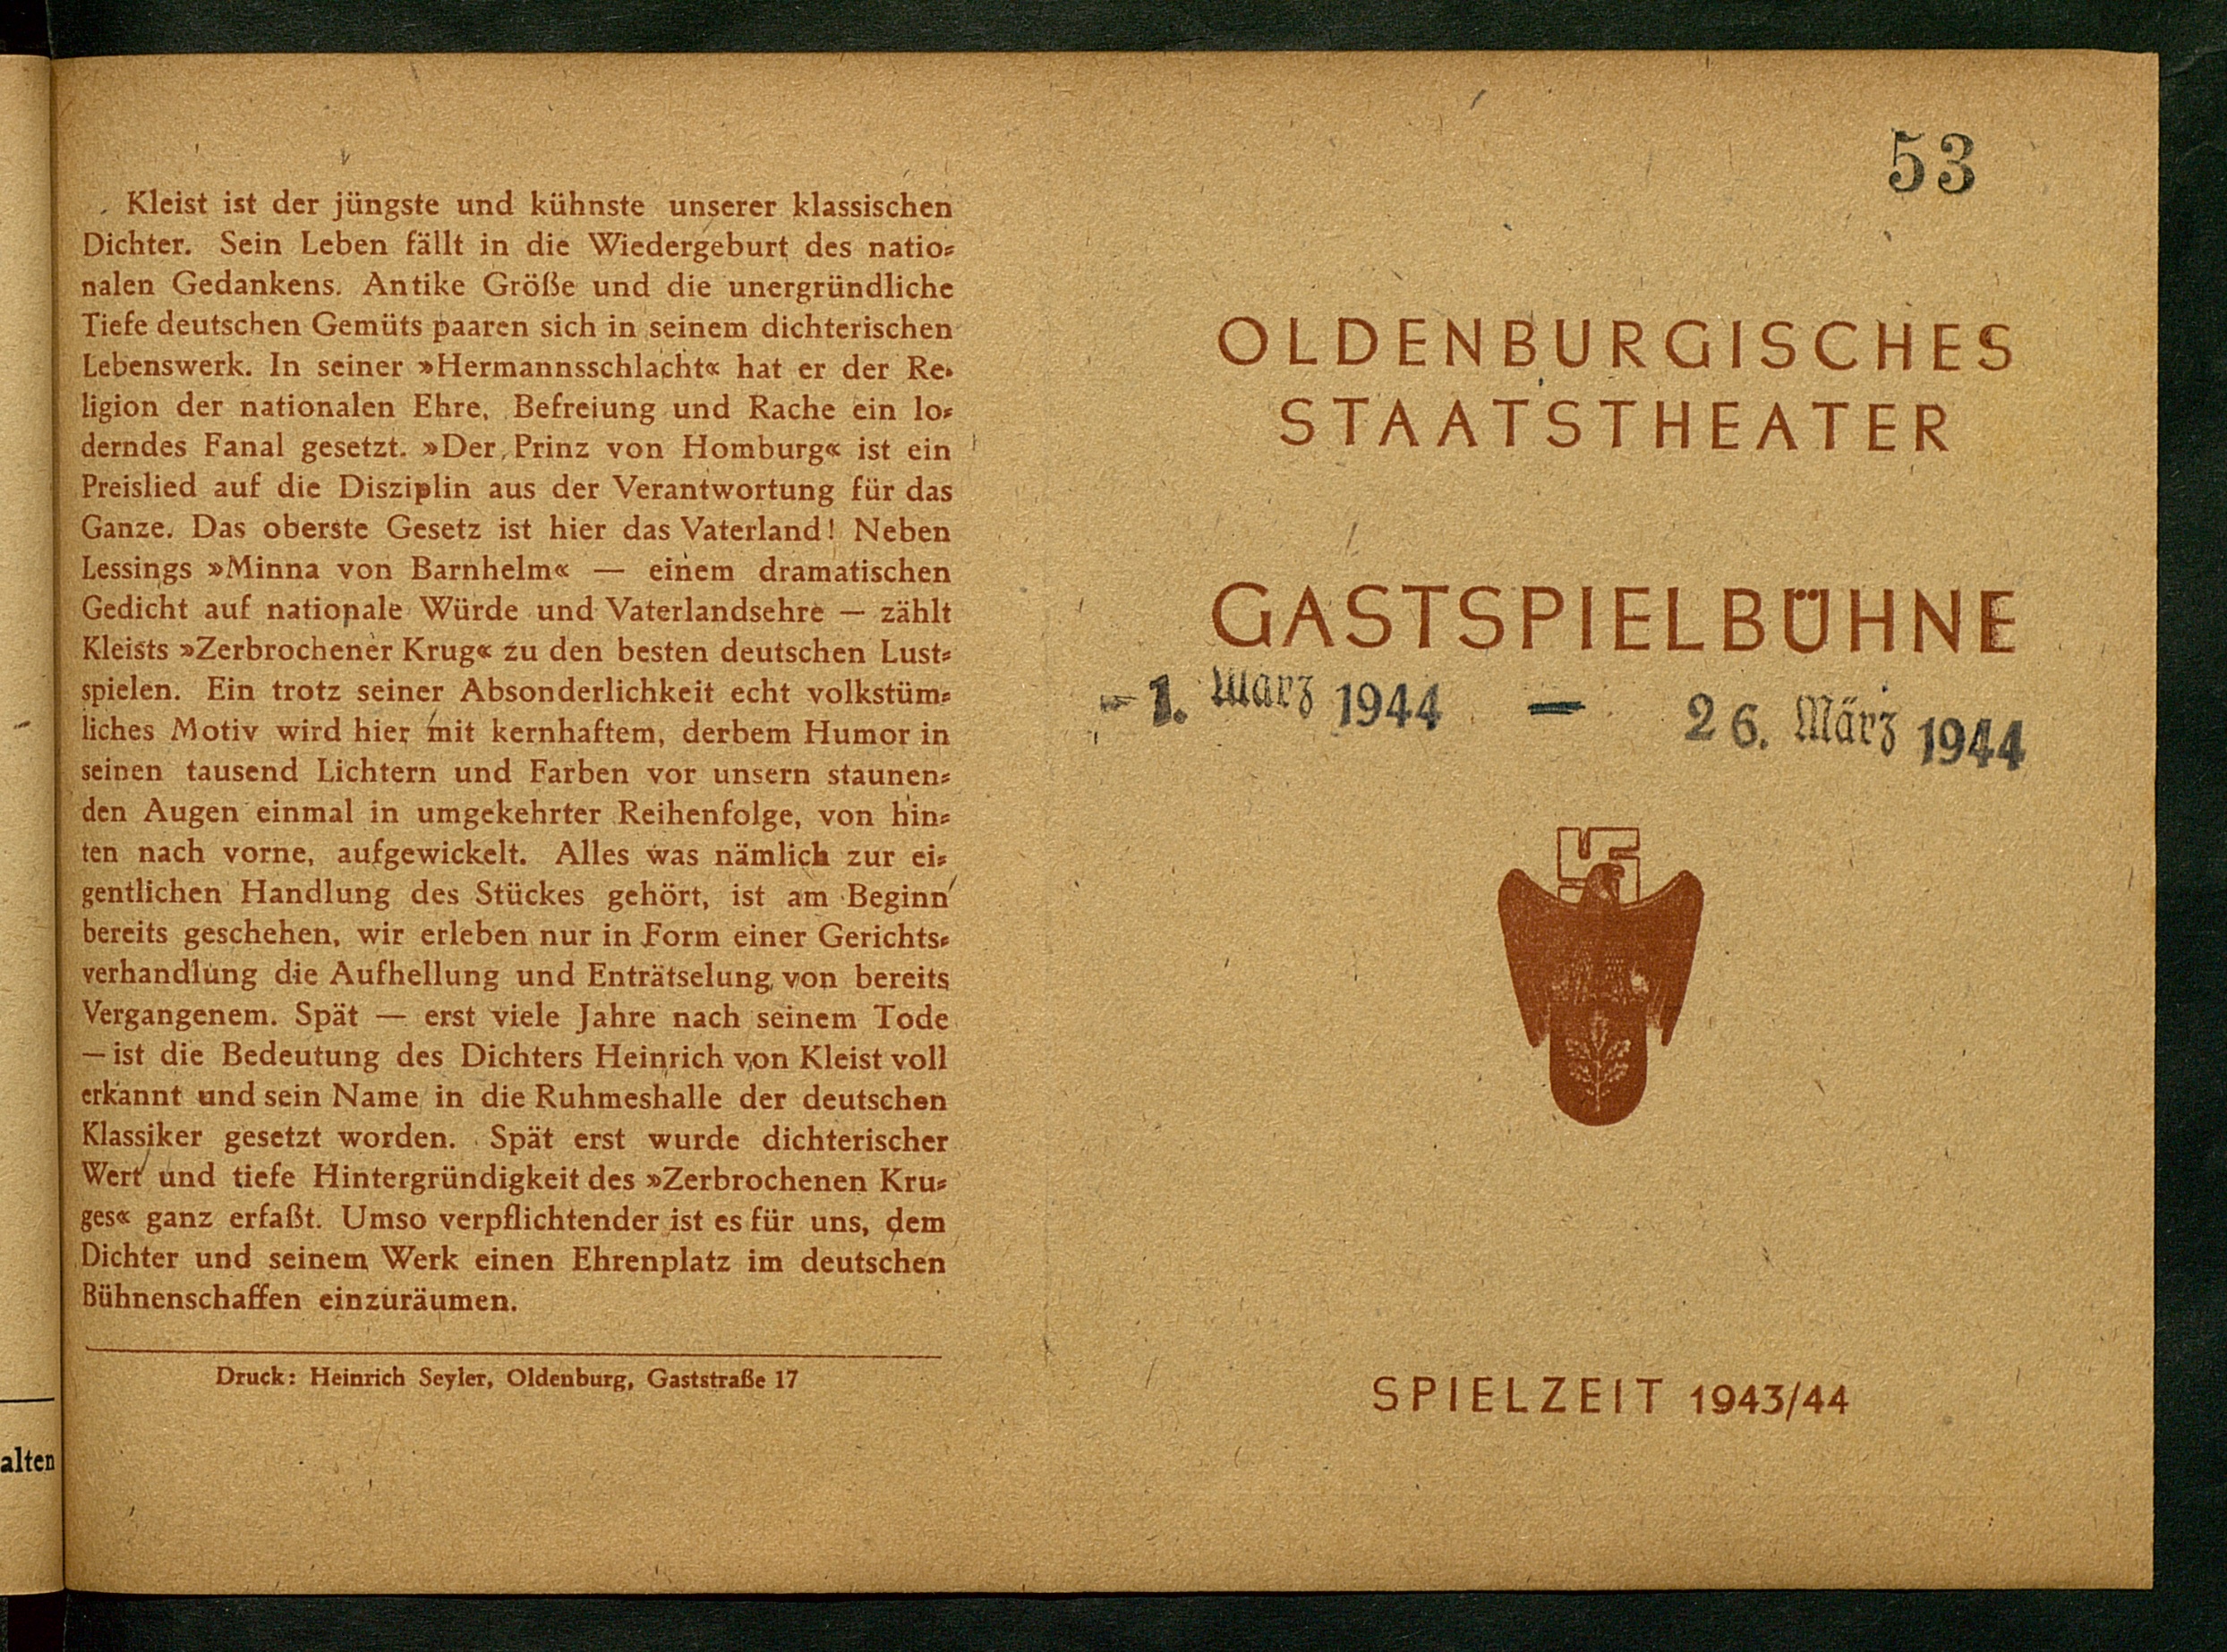 Kleist ist der jüngste und kühnste unserer klassischen
Dichter. Sein Leben fällt in die Wiedergeburt des natio=
nalen Gedankens. Antike Größe und die unergründliche
Tiefe deutschen Gemüts paaren sich in seinem dichterischen
Lebenswerk. In seiner »Hermannsschlacht« hat er der Re=
ligion der nationalen Ehre, Befreiung und Rache ein lo=
derndes Fanal gesetzt. »Der Prinz von Homburg« ist ein
Preislied auf die Disziplin aus der Verantwortung für das
Ganze. Das oberste Gesetz ist hier das Vaterland! Neben
Lessings »Minna von Barnhelm« — einem dramatischen
Gedicht auf nationale Würde und Vaterlandsehre — zählt
Kleists »Zerbrochener Krug« zu den besten deutschen Lust=
spielen. Ein trotz seiner Absonderlichkeit echt volkstüm=
liches Motiv wird hier mit kernhaftem, derbem Humor in
seinen tausend Lichtern und Farben vor unsern staunen=
den Augen einmal in umgekehrter Reihenfolge, von hin=
ten nach vorne, aufgewickelt. Alles was nämlich zur ei=
gentlichen Handlung des Stückes gehört, ist am Beginn
bereits geschehen, wir erleben nur in Form einer Gerichts=
verhandlung die Aufhellung und Enträtselung von bereits
Vergangenem. Spät — erst viele Jahre nach seinem Tode
— ist die Bedeutung des Dichters Heinrich von Kleist voll
erkannt und sein Name in die Ruhmeshalle der deutschen
Klassiker gesetzt worden. Spät erst wurde dichterischer
Wert und tiefe Hintergründigkeit des »Zerbrochenen Kru=
ges« ganz erfaßt. Umso verpflichtender ist es für uns, dem
Dichter und seinem Werk einen Ehrenplatz im deutschen
Bühnenschaffen einzuräumen.
Druck: Heinrich Seyler, Oldenburg, Gaststraße 17
alten
53
OLDENBURGISCHES
STAATSTHEATER
GASTSPIELBÜHNE
-1. März 1944 — 26. März 1944
SPIELZEIT 1943/44